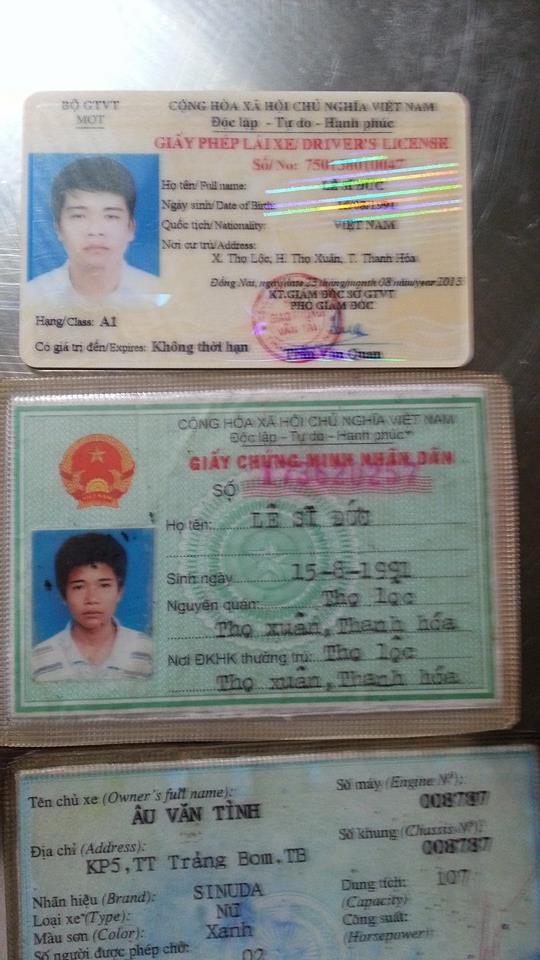 BỘ GTVT
MOT
CỘNG HÒA XÃ HỘI CHỦ NGHĨA VIỆT NAM
Độc lập - Tự do - Hạnh phúc
GIẤY PHÉP LÁI XE/ DRIVER'S LICENSE
Số/No:
Họ tên/ Full name: ĐỨC
Ngày sinh/Date of Birth: 1991
Quốc tịch/Nationality: VIỆT NAM
Nơi cư trú/Address:
X. Thọ Lộc, H. Thọ Xuân, T. Thanh Hóa
Đồng Nai, ngày/date 25 tháng/month 08 năm/year 2015
KT.GIÁM ĐỐC SỞ GTVT
PHÓ GIÁM ĐỐC
Hạng/Class: A1
Có giá trị đến/Expires: Không thời hạn
CỘNG HÒA XÃ HỘI CHỦ NGHĨA VIỆT NAM
Độc lập - Tự do - Hạnh phúc
GIẤY CHỨNG MINH NHÂN DÂN
SỐ
Họ tên: LÊ SĨ ĐỨC
Sinh ngày 15-8-1991
Nguyên quán: Thọ lộc
Thọ xuân, Thanh hóa
Nơi ĐKHK thường trú: Thọ lộc
Thọ xuân, Thanh hóa
Tên chủ xe (Owner's full name):
ÂU VĂN TÌNH
Địa chỉ (Address):
KP5, TT Trảng Bom.TB
Nhãn hiệu (Brand): SINUDA
Loại xe (Type): Nữ
Màu sơn (Color): Xanh
Số người được phép chở: 02
Số máy (Engine Nº):
008787
Số khung (Chassis Nº):
008787
Dung tích: 107
(Capacity)
Công suất:
(Horsepower):